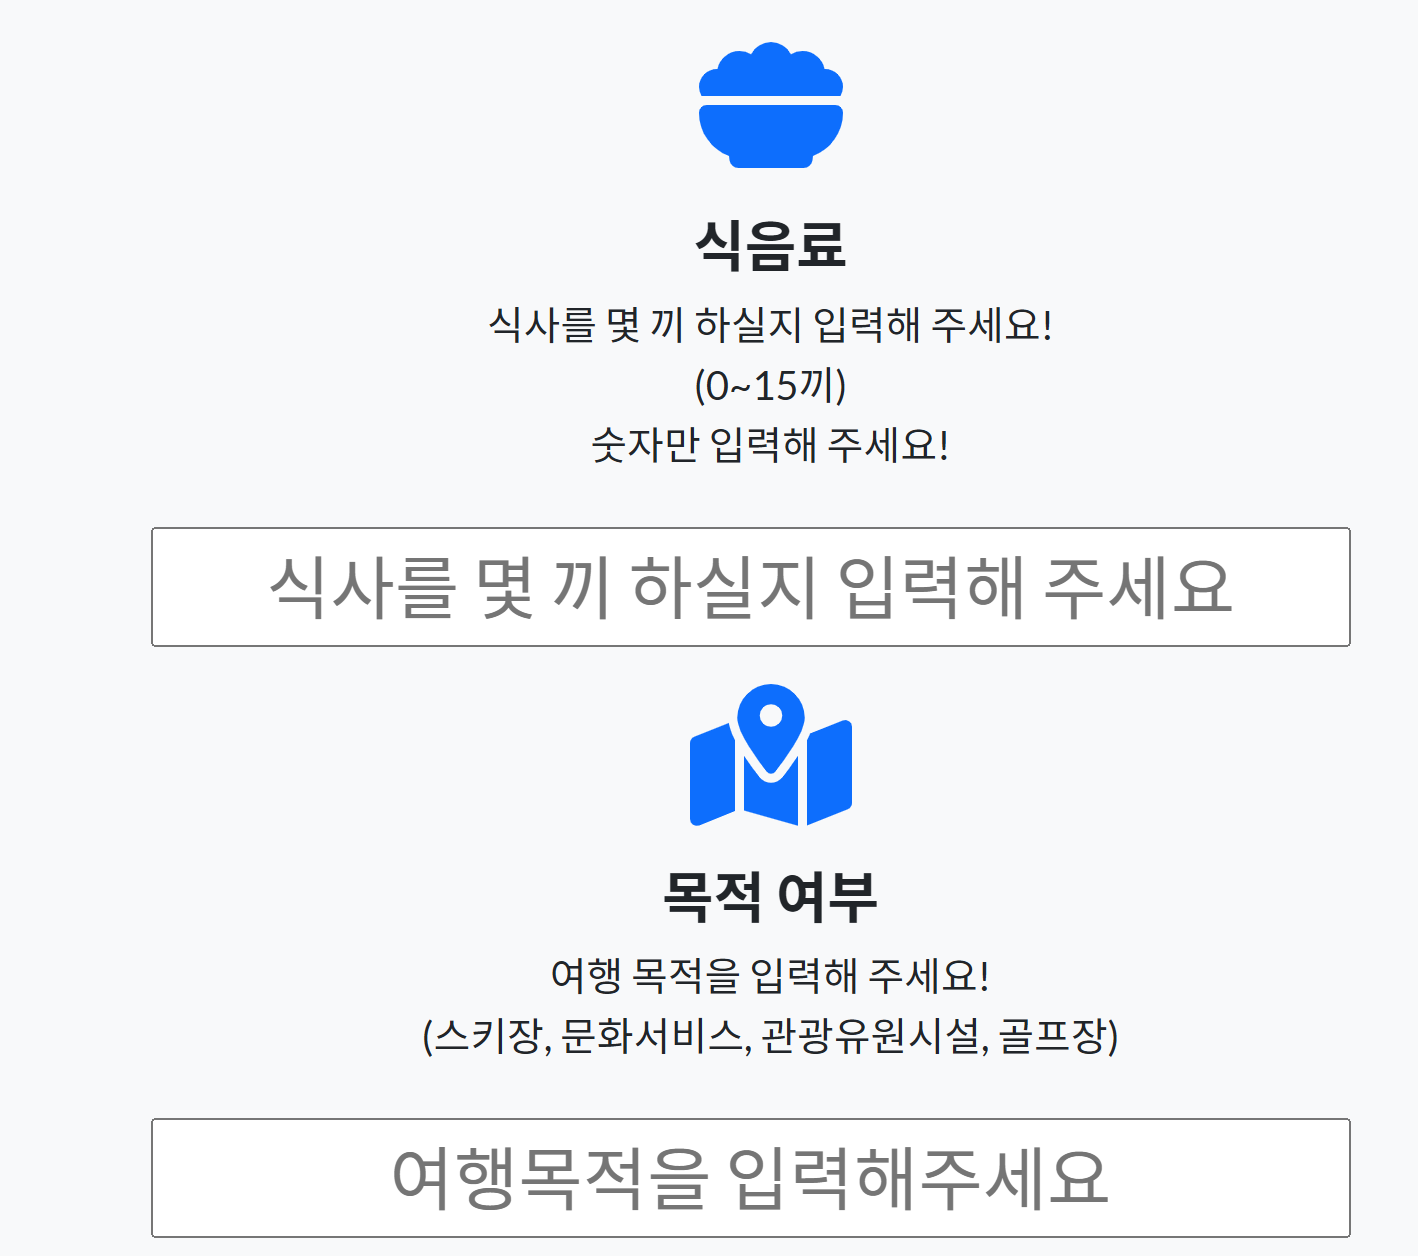 식음료
식사를 몇 끼 하실지 입력해 주세요!
(0~15끼)
숫자만 입력해 주세요!
식사를 몇 끼 하실지 입력해 주세요
목적 여부
여행 목적을 입력해 주세요!
(스키장, 문화서비스, 관광유원시설, 골프장)
여행목적을 입력해주세요